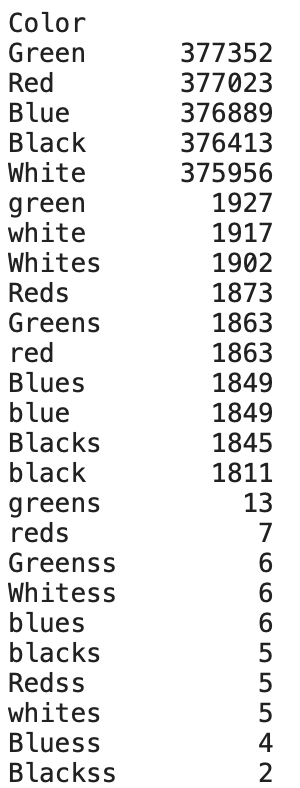 Color
Green 377352
Red 377023
Blue 376889
Black 376413
White 375956
green 1927
white 1917
Whites 1902
Reds 1873
Greens 1863
red 1863
Blues 1849
blue 1849
Blacks 1845
black 1811
greens 13
reds 7
Greenss 6
Whitess 6
blues 6
blacks 5
Redss 5
whites 5
Bluess 4
Blackss 2